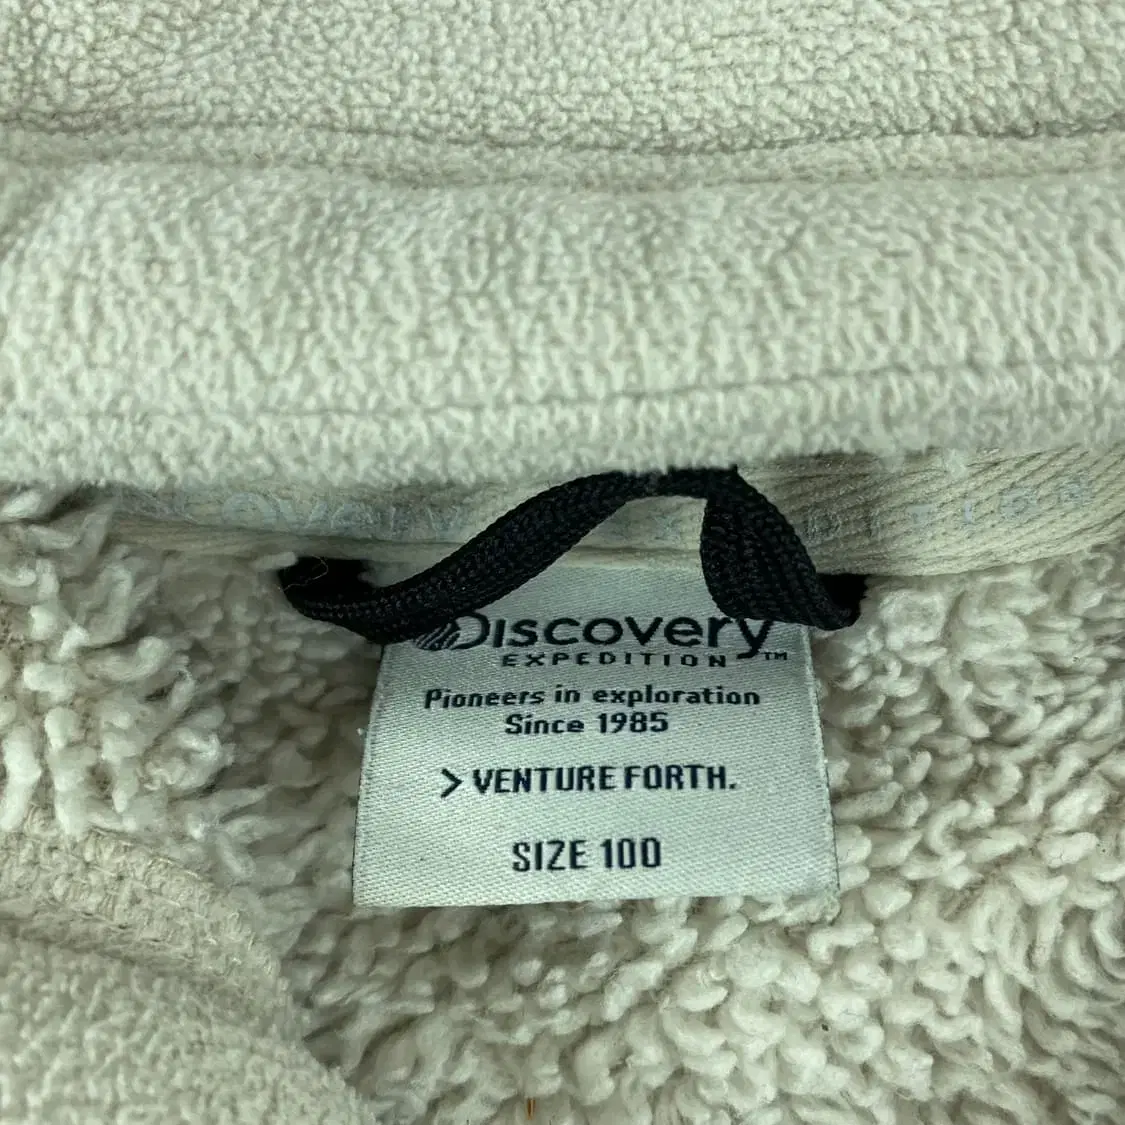 Discovery
EXPEDITION™
Pioneers in exploration
Since 1985
> VENTURE FORTH.
SIZE 100